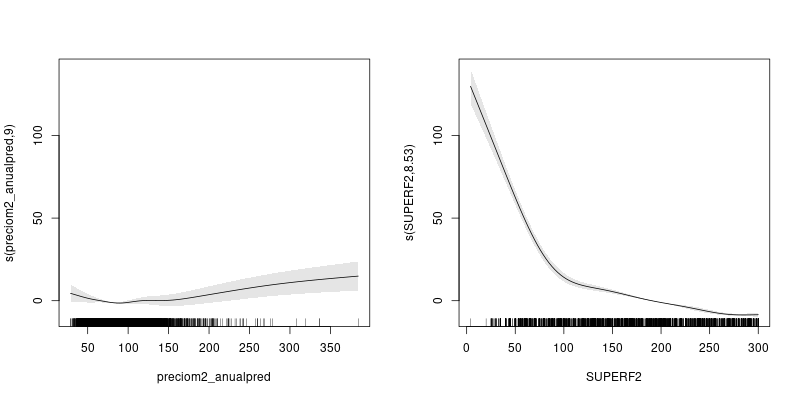 s(preciom2_anualpred,9)
0 50 100
50 100 150 200 250 300 350
preciom2_anualpred
s(SUPERF2,8.53)
0 50 100
0 50 100 150 200 250 300
SUPERF2